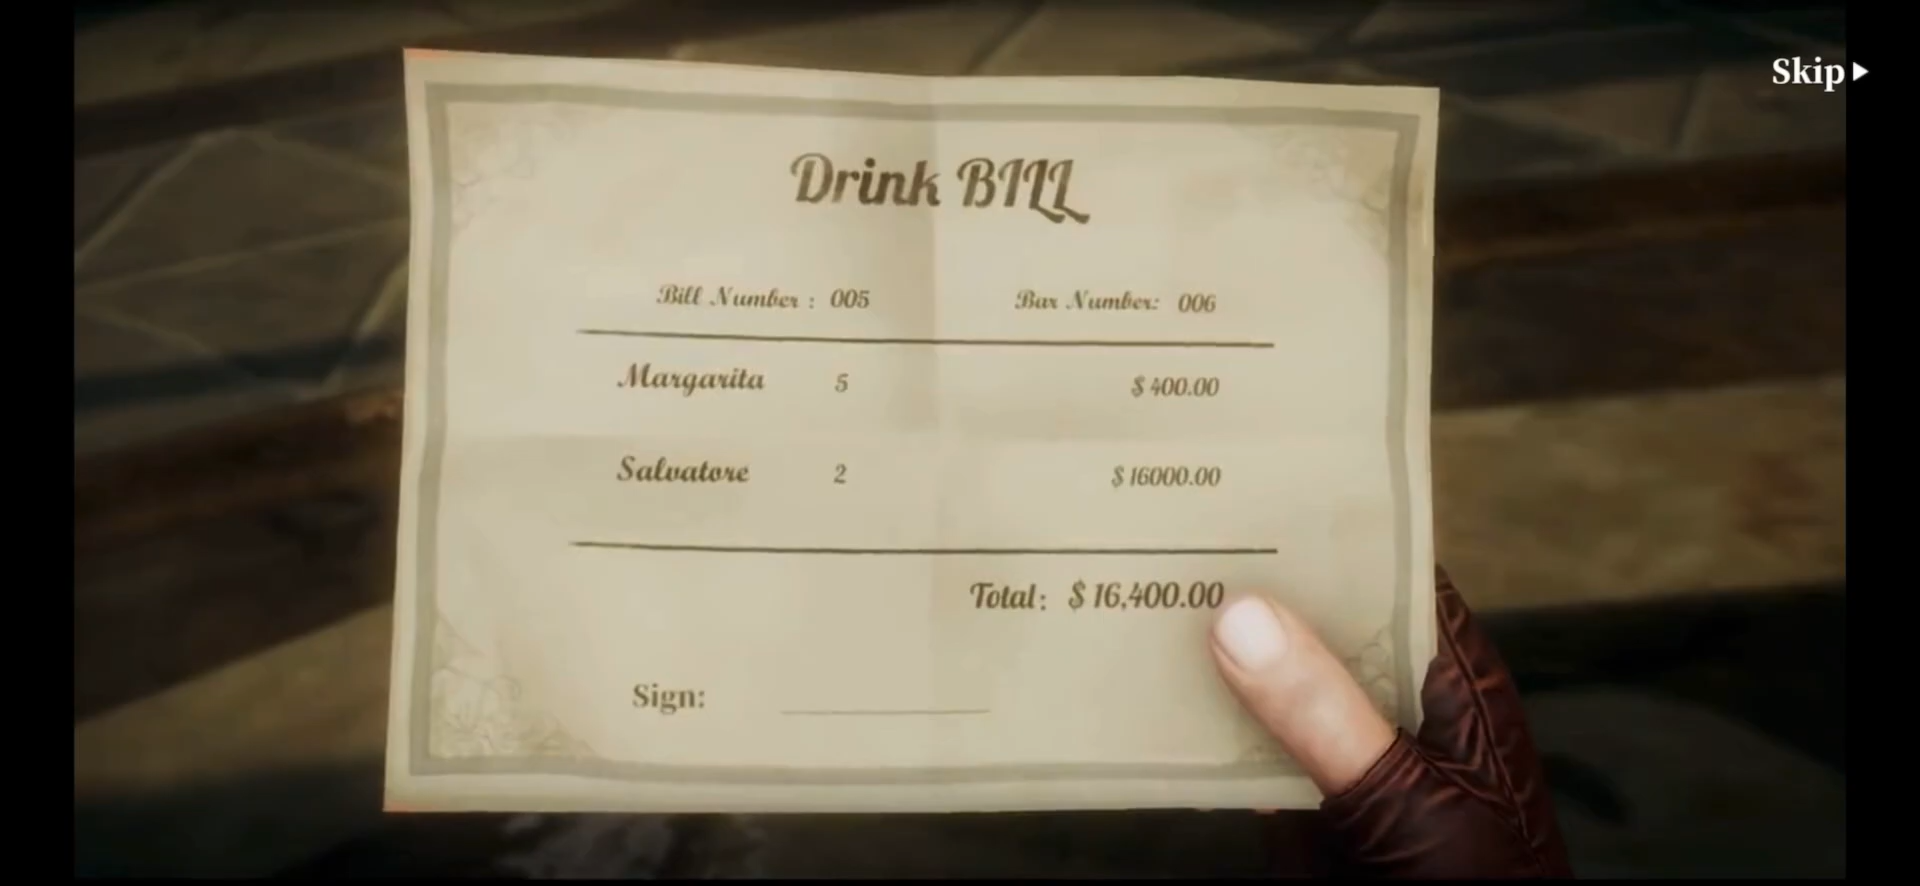 Skip
Drink BILL
Bill Number : 005 Bar Number: 006
Margarita 5 $ 400.00
Salvatore 2 $ 16000.00
Total: $ 16,400.00
Sign: